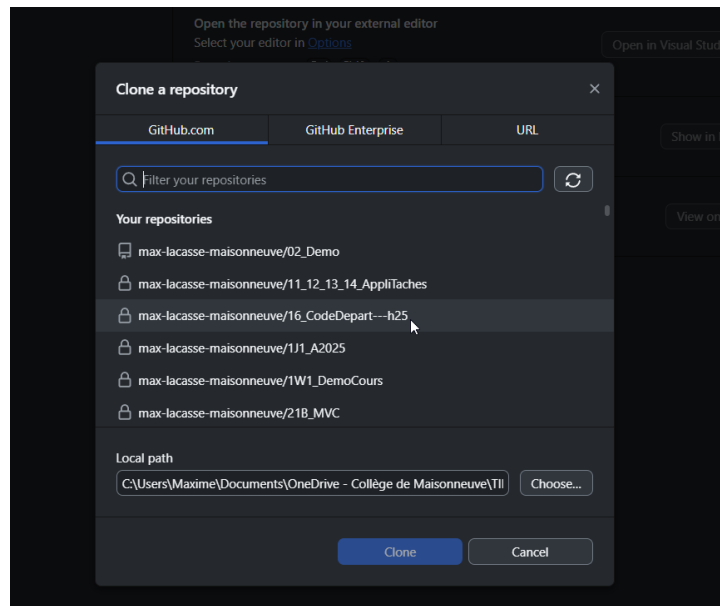 Open the repository in your external editor
Select your editor in Options
Open in Visual Stud
Clone a repository
GitHub.com
GitHub Enterprise
URL
Filter your repositories
Show in
Your repositories
View on
max-lacasse-maisonneuve/02_Demo
max-lacasse-maisonneuve/11_12_13_14_AppliTaches
max-lacasse-maisonneuve/16_CodeDepart---h25
max-lacasse-maisonneuve/1J1_A2025
max-lacasse-maisonneuve/1W1_DemoCours
max-lacasse-maisonneuve/21B_MVC
Local path
C:\Users\Maxime\Documents\OneDrive - Collège de Maisonneuve\TI
Choose...
Clone
Cancel